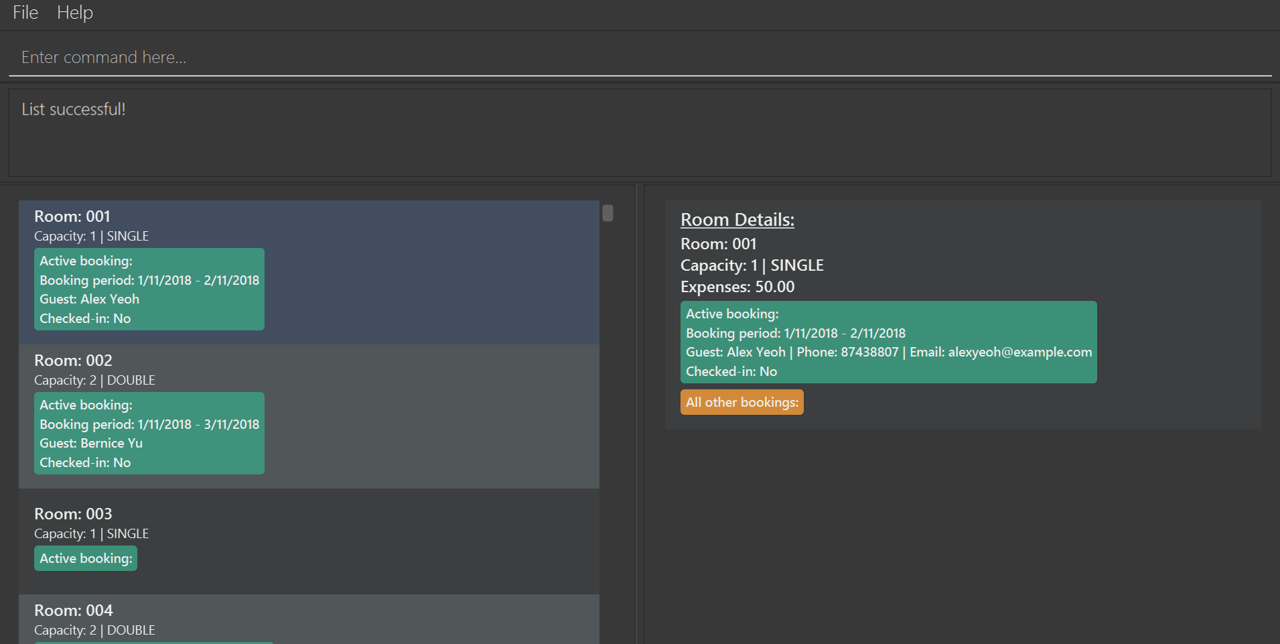 File Help
Enter command here...
List successful!
Room: 001
Capacity: 1 | SINGLE
Active booking:
Booking period: 1/11/2018 - 2/11/2018
Guest: Alex Yeoh
Checked-in: No
Room: 002
Capacity: 2 | DOUBLE
Active booking:
Booking period: 1/11/2018 - 3/11/2018
Guest: Bernice Yu
Checked-in: No
Room: 003
Capacity: 1 | SINGLE
Active booking:
Room: 004
Capacity: 2 | DOUBLE
Room Details:
Room: 001
Capacity: 1 | SINGLE
Expenses: 50.00
Active booking:
Booking period: 1/11/2018 - 2/11/2018
Guest: Alex Yeoh | Phone: 87438807 | Email: alexyeoh@example.com
Checked-in: No
All other bookings: